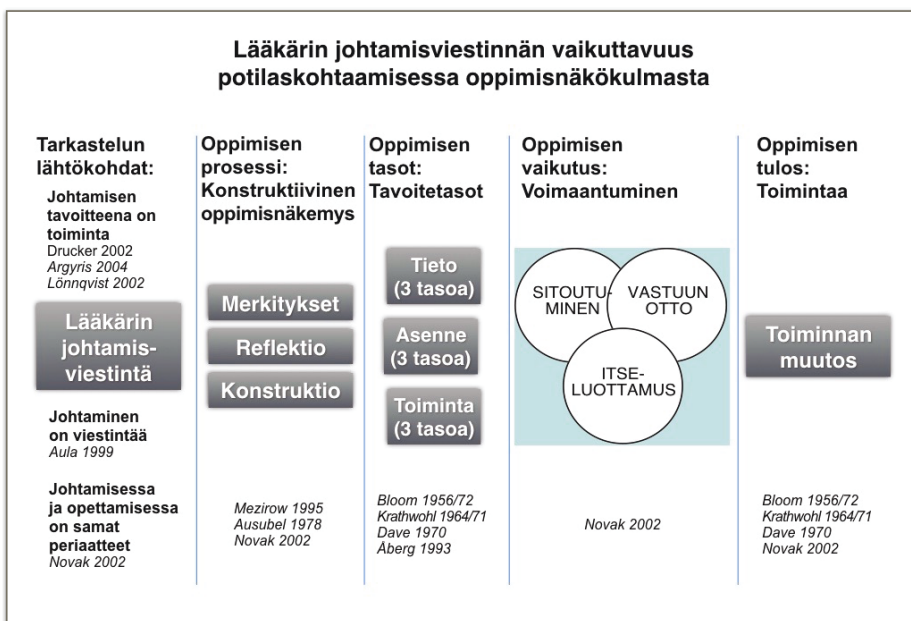 Lääkärin johtamisviestinnän vaikuttavuus
potilaskohtaamisessa oppimisnäkökulmasta
Tarkastelun
lähtökohdat:
Johtamisen
tavoitteena on
toiminta
Drucker 2002
Argyris 2004
Lönnqvist 2002
Lääkärin
johtamis-
viestintä
Johtaminen
on viestintää
Aula 1999
Johtamisessa
ja opettamisessa
on samat
periaatteet
Novak 2002
Oppimisen
prosessi:
Konstruktiivinen
oppimisnäkemys
Merkitykset
Reflektio
Konstruktio
Mezirow 1995
Ausubel 1978
Novak 2002
Oppimisen
tasot:
Tavoitetasot
Tieto
(3 tasoa)
Asenne
(3 tasoa)
Toiminta
(3 tasoa)
Bloom 1956/72
Krathwohl 1964/71
Dave 1970
Åberg 1993
Oppimisen
vaikutus:
Voimaantuminen
SITOUTU-
MINEN
VASTUUN
OTTO
ITSE-
LUOTTAMUS
Novak 2002
Oppimisen
tulos:
Toimintaa
Toiminnan
muutos
Bloom 1956/72
Krathwohl 1964/71
Dave 1970
Novak 2002